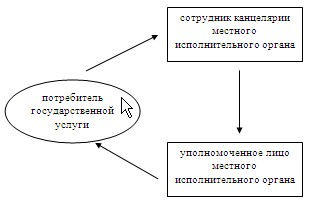 сотрудник канцелярии
местного
исполнительного органа
потребитель
государственной
услуги
уполномоченное лицо
местного
исполнительного органа